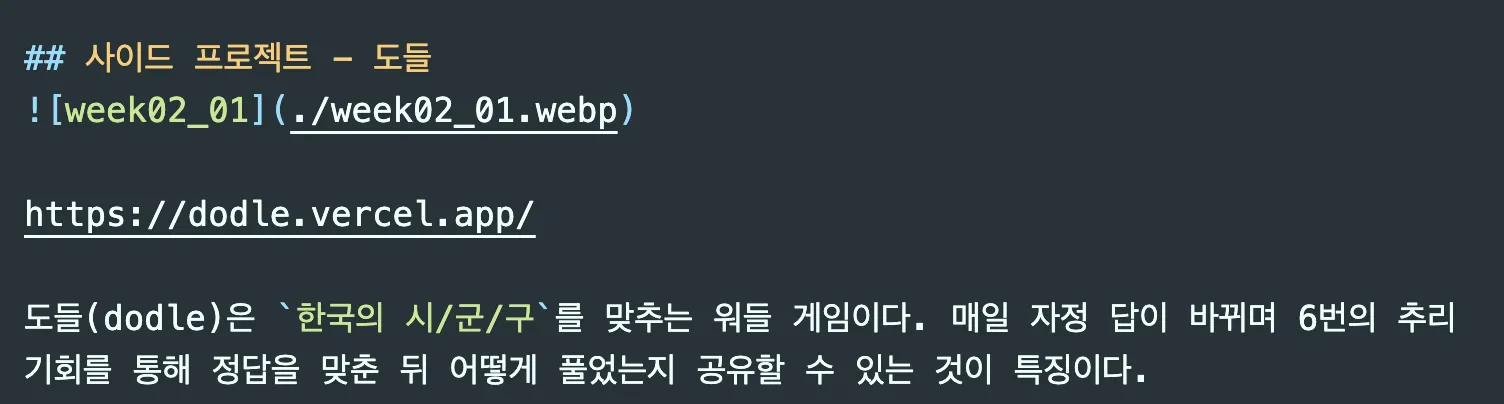 ## 사이드 프로젝트 - 도들
![week02_01](./week02_01.webp)
https://dodle.vercel.app/
도들(dodle)은 `한국의 시/군/구`를 맞추는 워들 게임이다. 매일 자정 답이 바뀌며 6번의 추리
기회를 통해 정답을 맞춘 뒤 어떻게 풀었는지 공유할 수 있는 것이 특징이다.